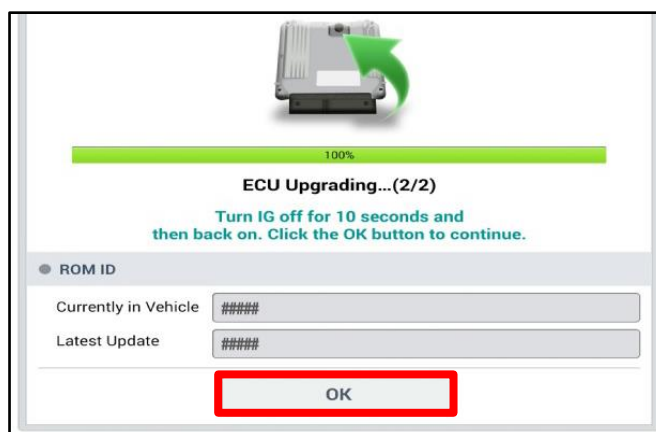 100%
ECU Upgrading...(2/2)
Turn IG off for 10 seconds and
then back on. Click the OK button to continue.
ROM ID
Currently in Vehicle #####
Latest Update #####
OK